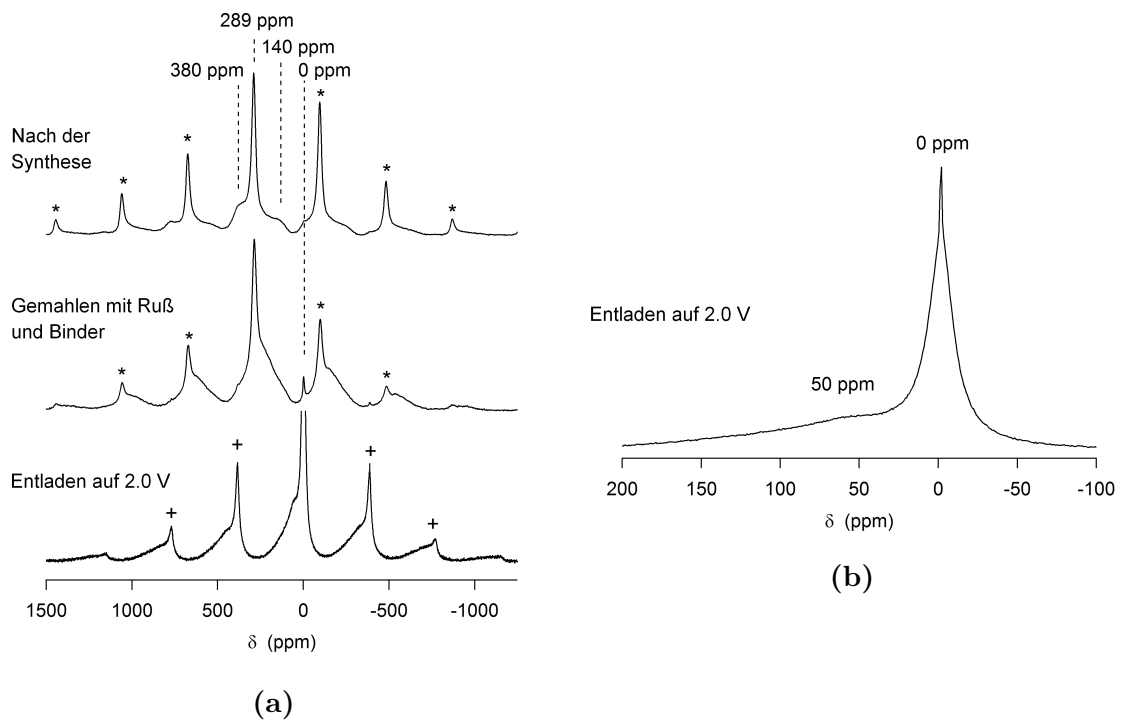 289 ppm
140 ppm
380 ppm
0 ppm
*
Nach der
Synthese
*
*
*
*
*
Gemahlen mit Ruß
und Binder
*
*
*
*
Entladen auf 2.0 V
+
+
+
+
1500
1000
500
0
-500
-1000
δ (ppm)
(a)
0 ppm
Entladen auf 2.0 V
50 ppm
200
150
100
50
0
-50
-100
δ (ppm)
(b)